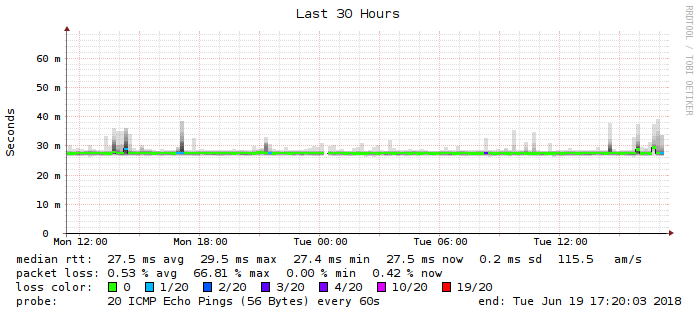 Last 30 Hours
RRDTOOL / TOBI OETIKER
Seconds
60 m
50 m
40 m
30 m
20 m
10 m
0
Mon 12:00 Mon 18:00 Tue 00:00 Tue 06:00 Tue 12:00
median rtt: 27.5 ms avg 29.5 ms max 27.4 ms min 27.5 ms now 0.2 ms sd 115.5 am/s
packet loss: 0.53 % avg 66.81 % max 0.00 % min 0.42 % now
loss color: 0 1/20 2/20 3/20 4/20 10/20 19/20
probe: 20 ICMP Echo Pings (56 Bytes) every 60s end: Tue Jun 19 17:20:03 2018